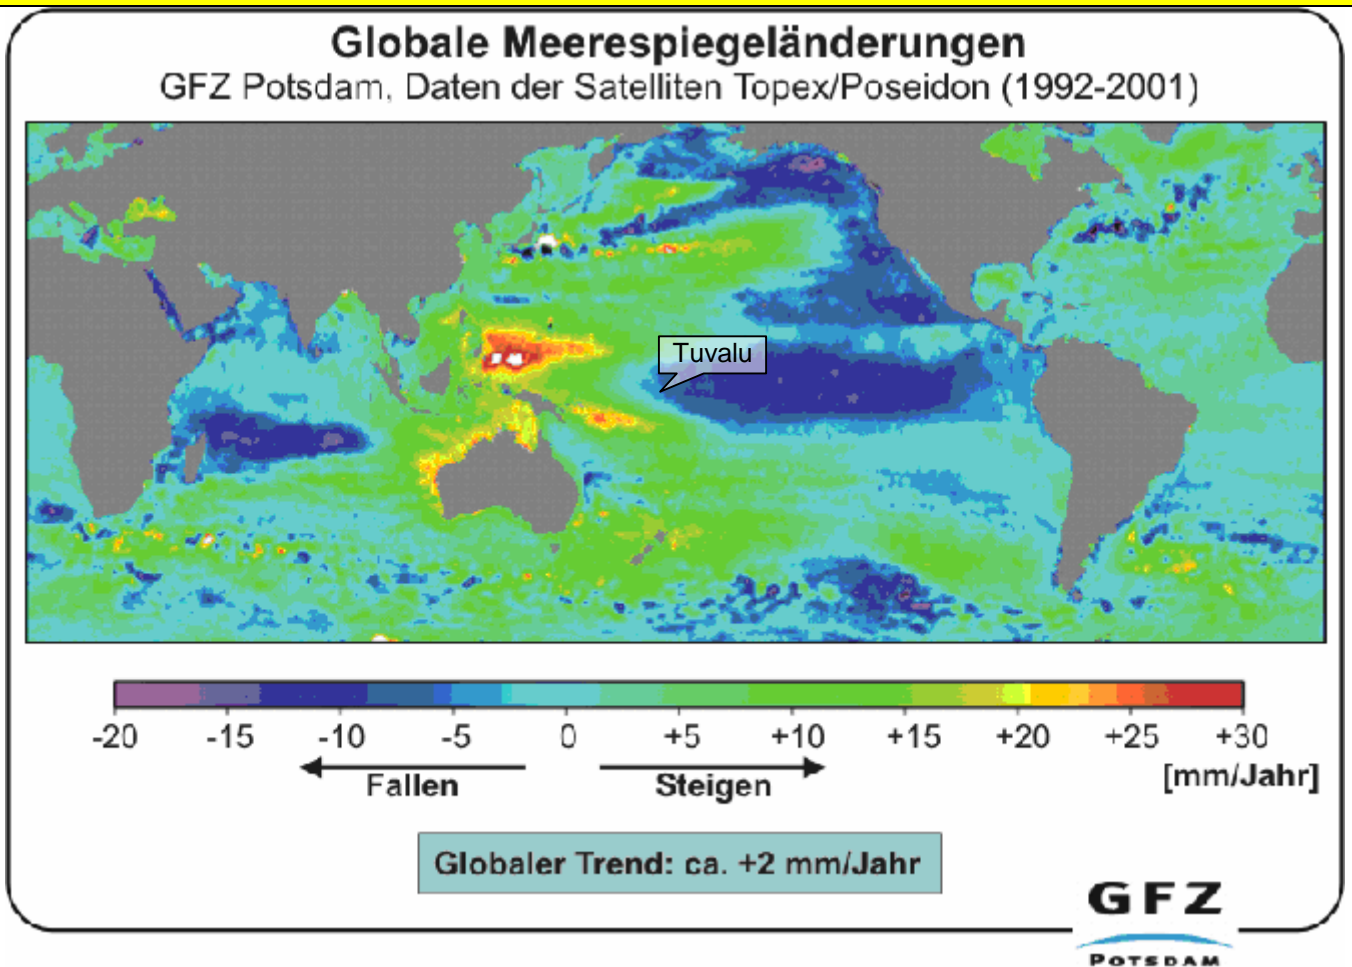 Globale Meerespiegeländerungen
GFZ Potsdam, Daten der Satelliten Topex/Poseidon (1992-2001)
Tuvalu
-20 -15 -10 -5 0 +5 +10 +15 +20 +25 +30
Fallen Steigen [mm/Jahr]
Globaler Trend: ca. +2 mm/Jahr
GFZ
POTSDAM